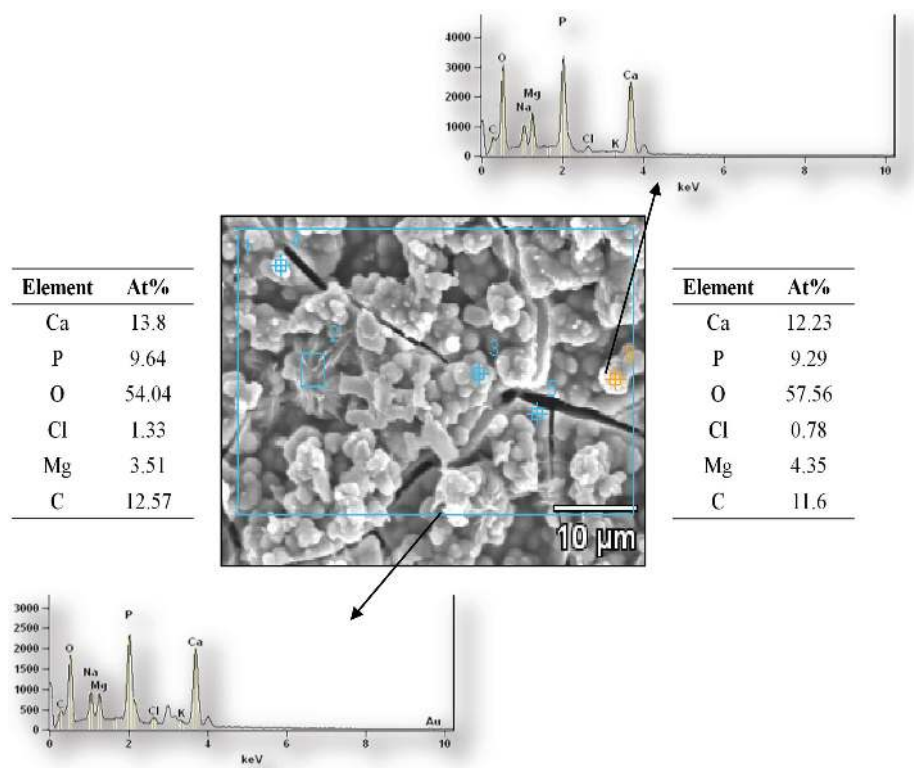 P
4000
O
3000
Ca
2000
Mg
Na
1000
C
Cl
K
0
0 2 4 6 8 10
keV
Element At%
Ca 13.8
P 9.64
O 54.04
Cl 1.33
Mg 3.51
C 12.57
10 µm
Element At%
Ca 12.23
P 9.29
O 57.56
Cl 0.78
Mg 4.35
C 11.6
3000
P
2500
2000
O
Ca
1500
Na
1000
Mg
500
C
Cl
K
Au
0
0 2 4 6 8 10
keV